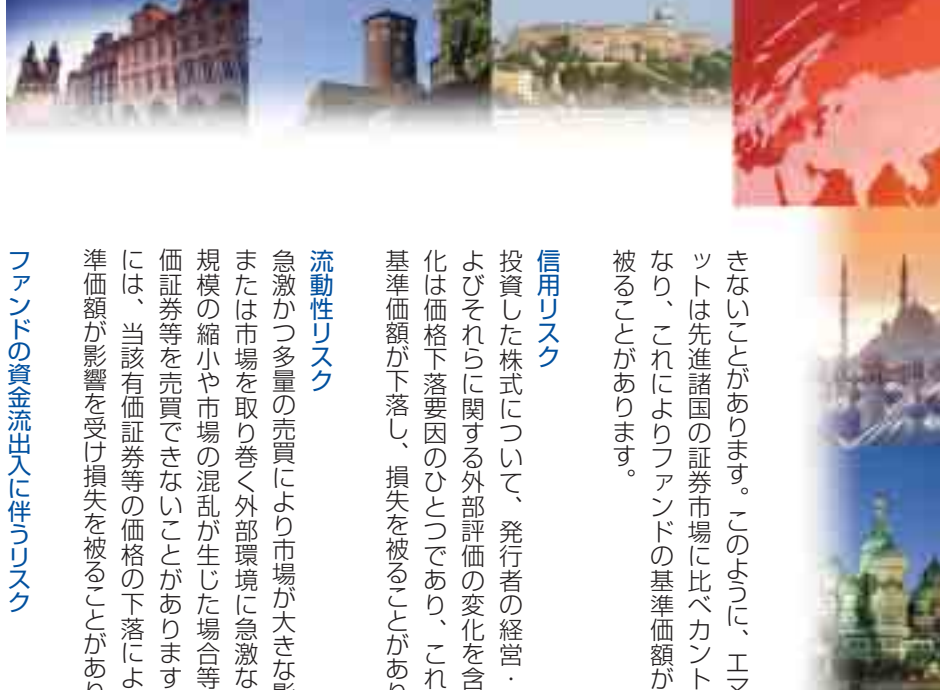 きないことがあります。このように、エマ
ットは先進諸国の証券市場に比べカント
なり、これによりファンドの基準価額が
被ることがあります。
信用リスク
投資した株式について、発行者の経営・
よびそれらに関する外部評価の変化を含
化は価格下落要因のひとつであり、これ
基準価額が下落し、損失を被ることがあり
流動性リスク
急激かつ多量の売買により市場が大きな影
または市場を取り巻く外部環境に急激な
規模の縮小や市場の混乱が生じた場合等
価証券等を売買できないことがあります
には、当該有価証券等の価格の下落によ
準価額が影響を受け損失を被ることがあり
ファンドの資金流出入に伴うリスク